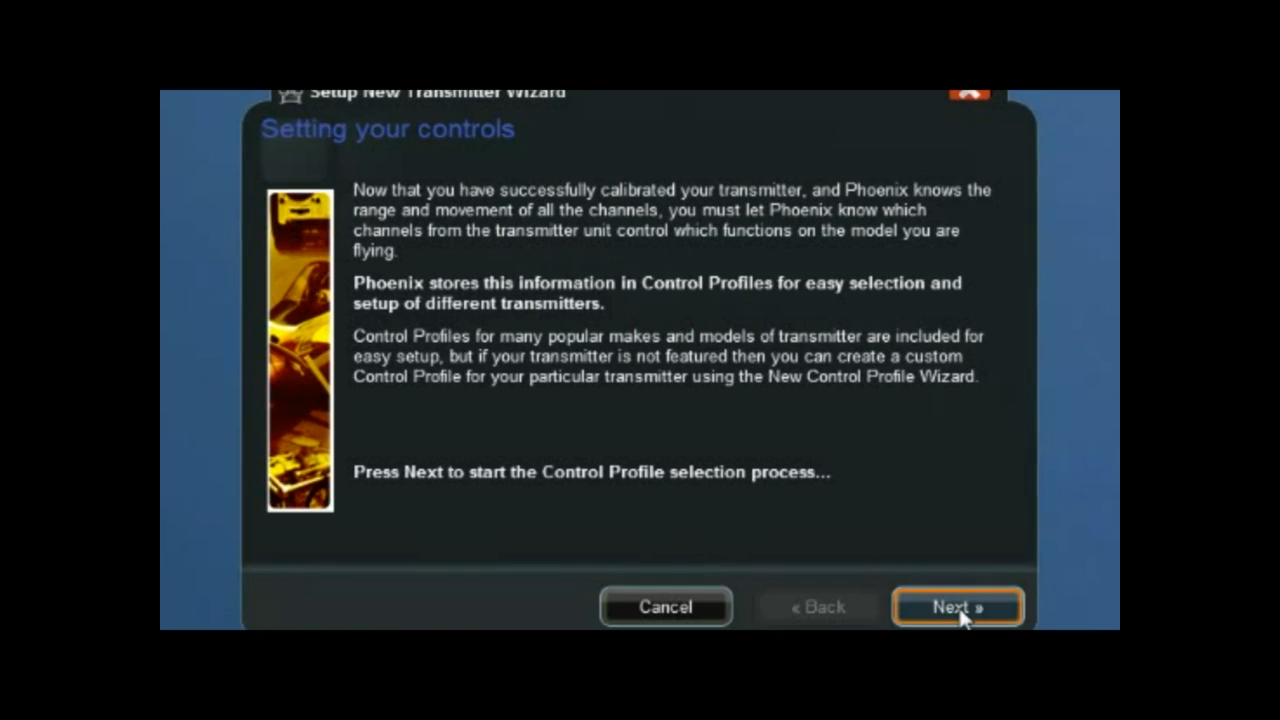 Setup New Transmitter Wizard
Setting your controls
Now that you have successfully calibrated your transmitter, and Phoenix knows the
range and movement of all the channels, you must let Phoenix know which
channels from the transmitter unit control which functions on the model you are
flying.
Phoenix stores this information in Control Profiles for easy selection and
setup of different transmitters.
Control Profiles for many popular makes and models of transmitter are included for
easy setup, but if your transmitter is not featured then you can create a custom
Control Profile for your particular transmitter using the New Control Profile Wizard.
Press Next to start the Control Profile selection process...
Cancel « Back Next »